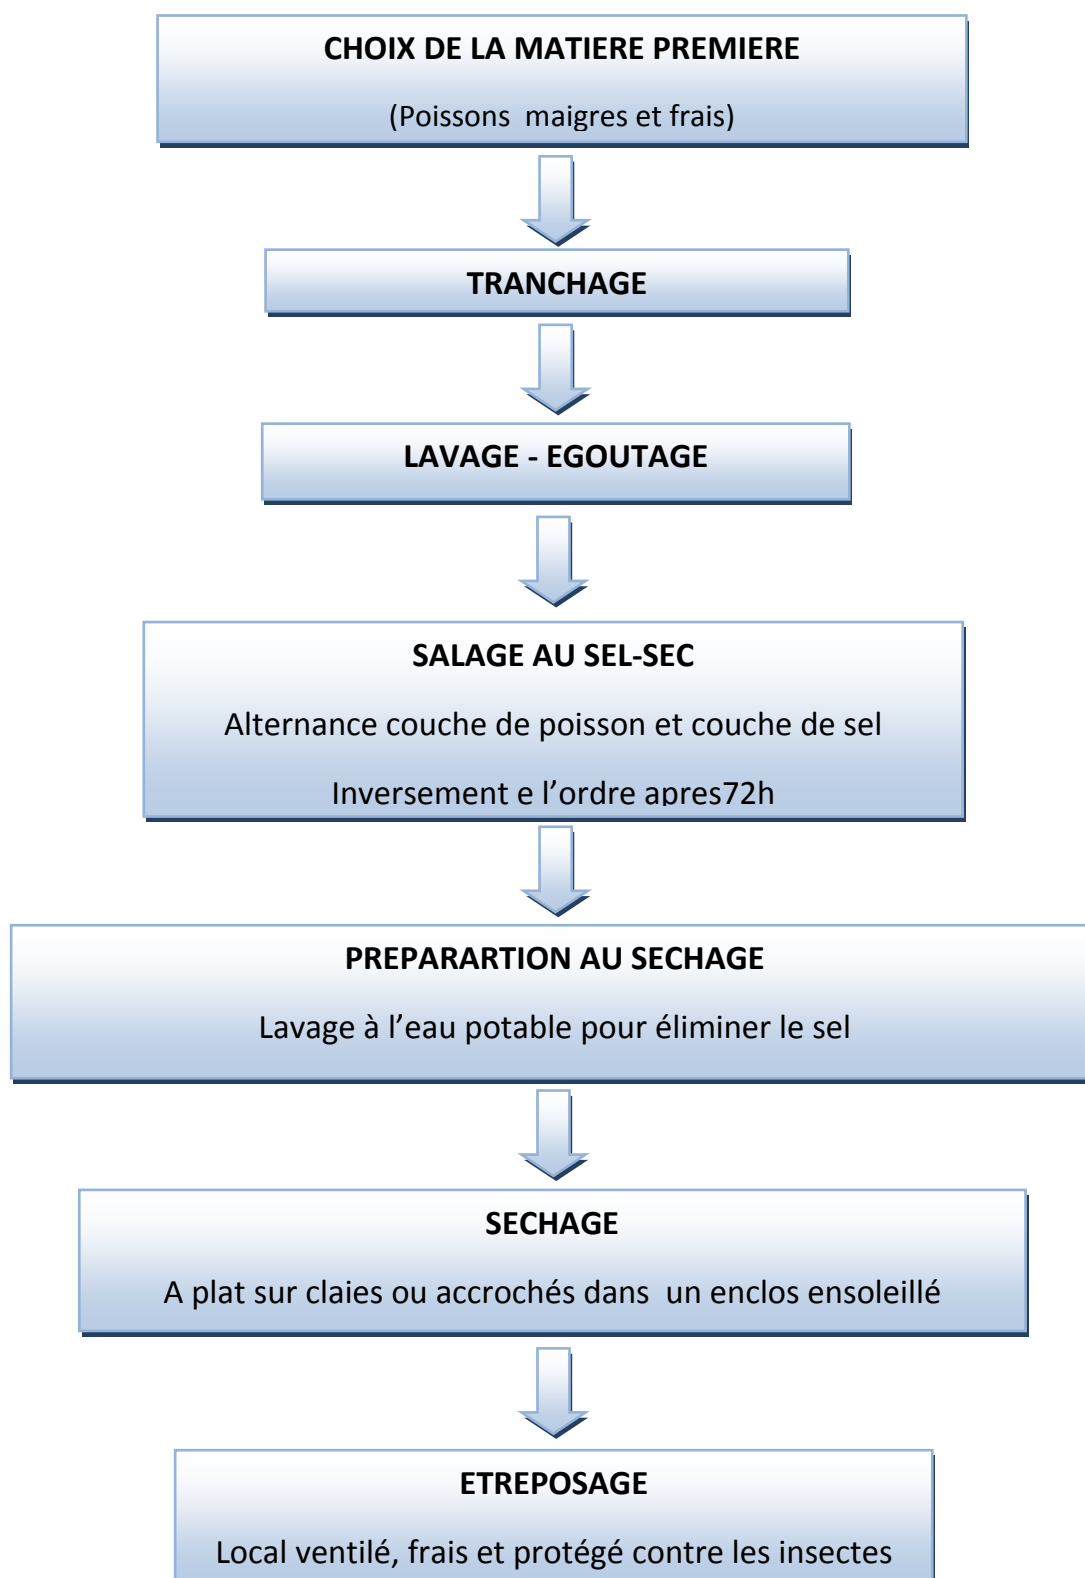 CHOIX DE LA MATIERE PREMIERE
(Poissons maigres et frais)
TRANCHAGE
LAVAGE - EGOUTAGE
SALAGE AU SEL-SEC
Alternance couche de poisson et couche de sel
Inversement e l’ordre apres72h
PREPARARTION AU SECHAGE
Lavage à l’eau potable pour éliminer le sel
SECHAGE
A plat sur claies ou accrochés dans un enclos ensoleillé
ETREPOSAGE
Local ventilé, frais et protégé contre les insectes